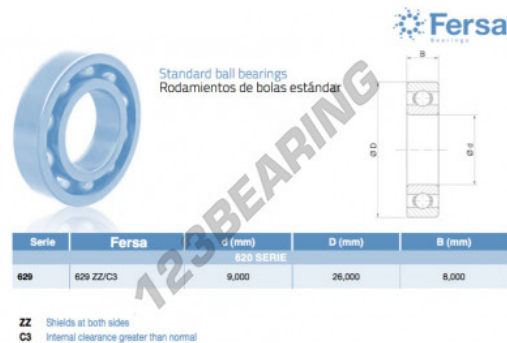 Fersa
Bearings
Standard ball bearings
Rodamientos de bolas estándar
B
Ø D
Ø d
123BEARING
Serie Fersa d (mm) D (mm) B (mm)
620 SERIE
629 629 ZZ/C3 9,000 26,000 8,000
ZZ Shields at both sides
C3 Internal clearance greater than normal